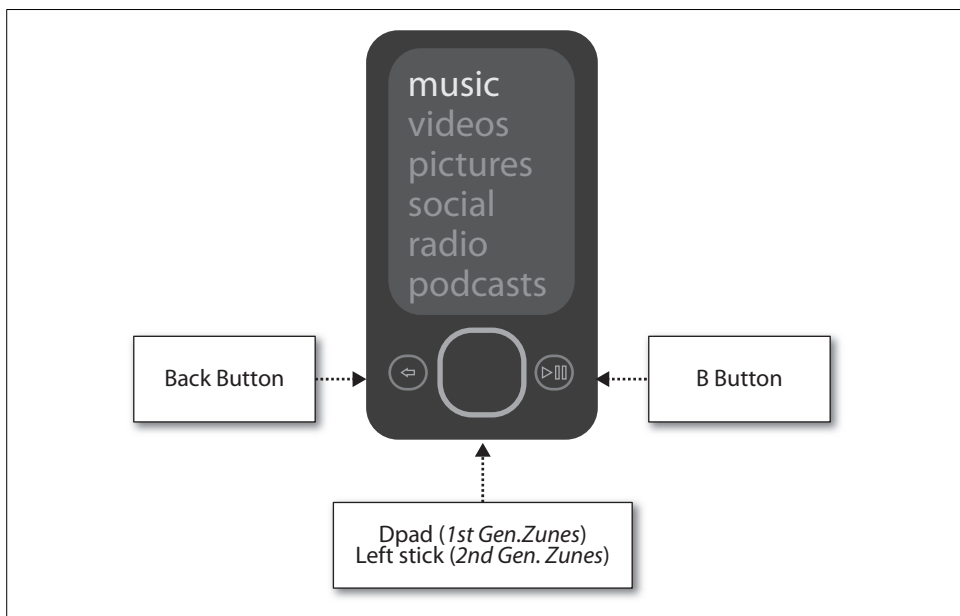 music
videos
pictures
social
radio
podcasts
Back Button
B Button
Dpad (1st Gen.Zunes)
Left stick (2nd Gen. Zunes)